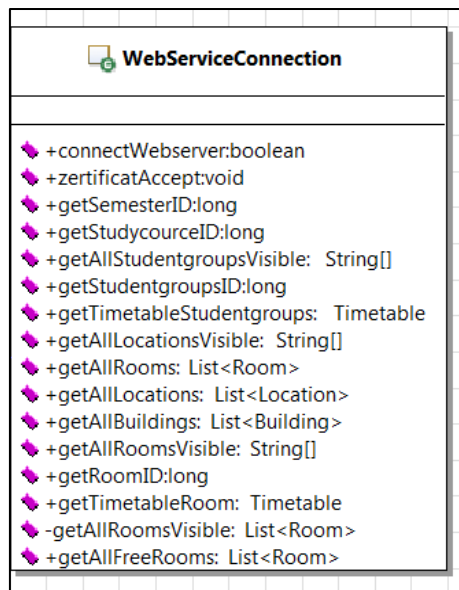 WebServiceConnection
+connectWebserver:boolean
+zertificatAccept:void
+getSemesterID:long
+getStudycourceID:long
+getAllStudentgroupsVisible: String[]
+getStudentgroupsID:long
+getTimetableStudentgroups: Timetable
+getAllLocationsVisible: String[]
+getAllRooms: List<Room>
+getAllLocations: List<Location>
+getAllBuildings: List<Building>
+getAllRoomsVisible: String[]
+getRoomID:long
+getTimetableRoom: Timetable
-getAllRoomsVisible: List<Room>
+getAllFreeRooms: List<Room>